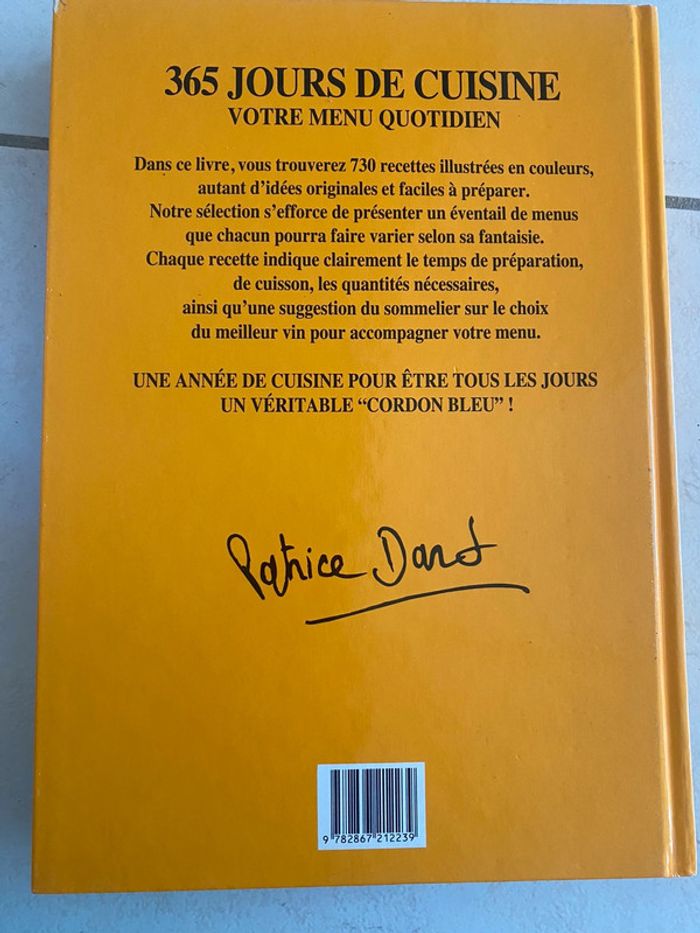 365 JOURS DE CUISINE
VOTRE MENU QUOTIDIEN
Dans ce livre, vous trouverez 730 recettes illustrées en couleurs,
autant d'idées originales et faciles à préparer.
Notre sélection s'efforce de présenter un éventail de menus
que chacun pourra faire varier selon sa fantaisie.
Chaque recette indique clairement le temps de préparation,
de cuisson, les quantités nécessaires,
ainsi qu'une suggestion du sommelier sur le choix
du meilleur vin pour accompagner votre menu.
UNE ANNÉE DE CUISINE POUR ÊTRE TOUS LES JOURS
UN VÉRITABLE “CORDON BLEU” !
Patrice Dard
9 782867 212239